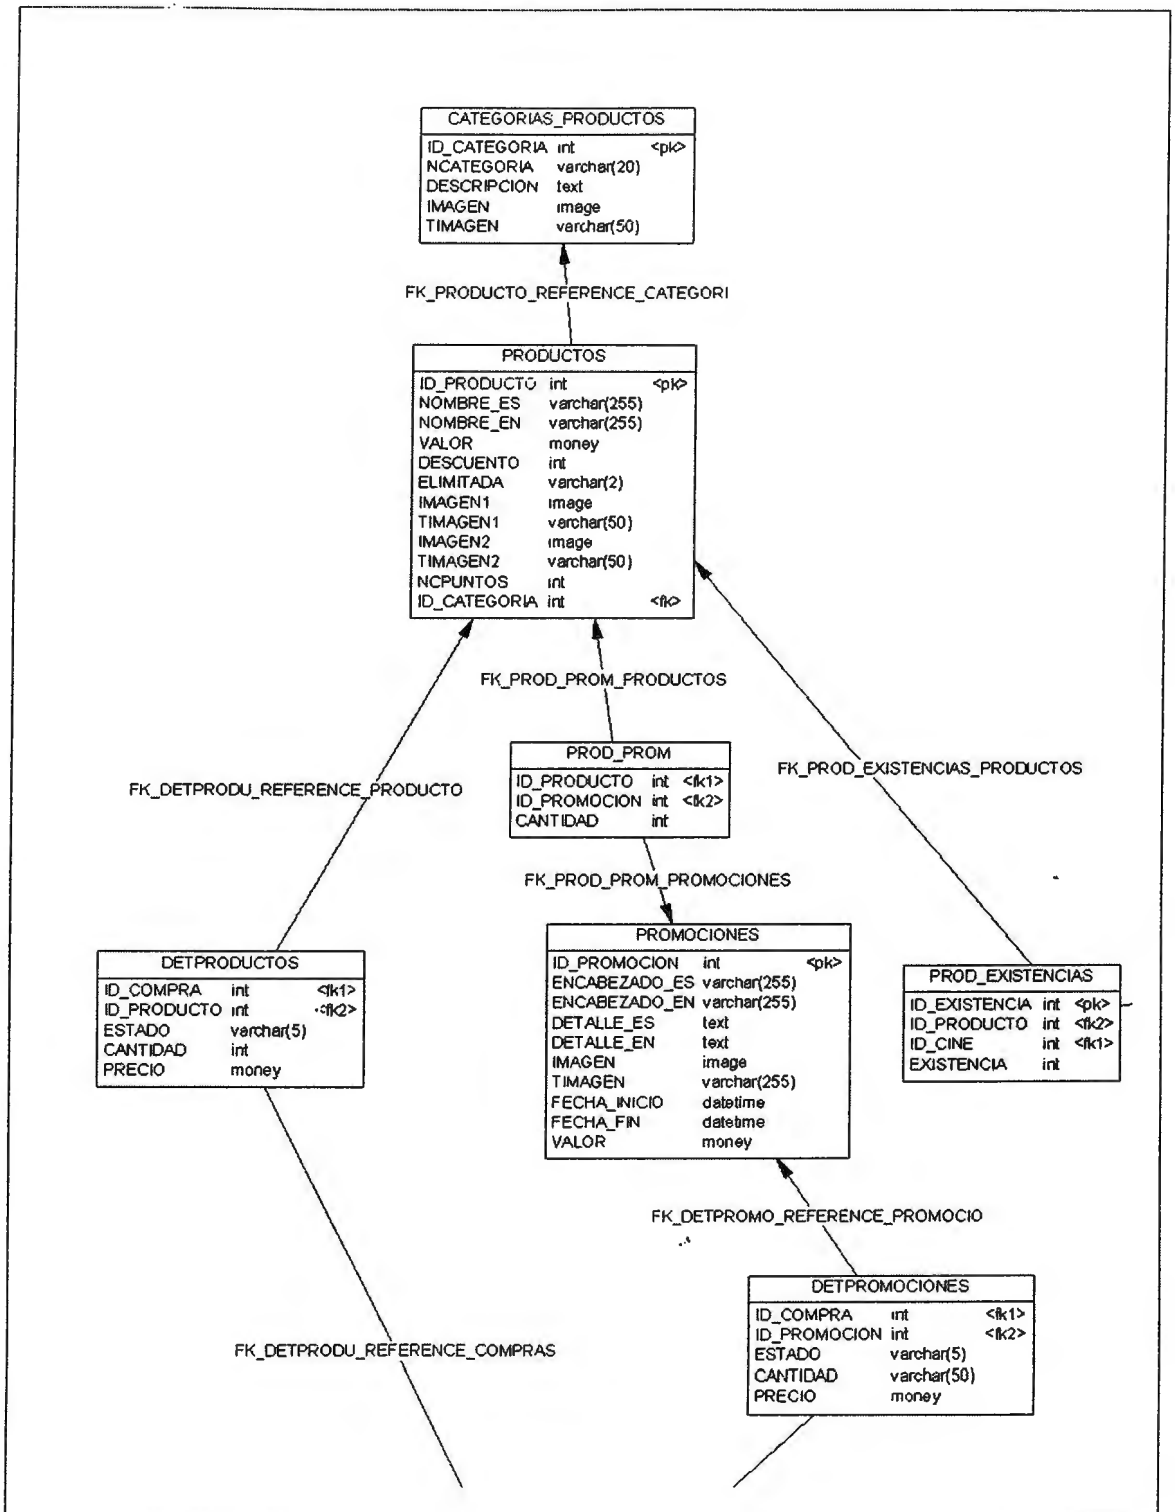 CATEGORIAS_PRODUCTOS
ID_CATEGORIA int <pk>
NCATEGORIA varchar(20)
DESCRIPCION text
IMAGEN image
TIMAGEN varchar(50)
FK_PRODUCTO_REFERENCE_CATEGORI
PRODUCTOS
ID_PRODUCTO int <pk>
NOMBRE_ES varchar(255)
NOMBRE_EN varchar(255)
VALOR money
DESCUENTO int
ELIMITADA varchar(2)
IMAGEN1 image
TIMAGEN1 varchar(50)
IMAGEN2 image
TIMAGEN2 varchar(50)
NCPUNTOS int
ID_CATEGORIA int <fk>
FK_PROD_PROM_PRODUCTOS
PROD_PROM
ID_PRODUCTO int <fk1>
ID_PROMOCION int <fk2>
CANTIDAD int
FK_PROD_EXISTENCIAS_PRODUCTOS
FK_DETPRODU_REFERENCE_PRODUCTO
FK_PROD_PROM_PROMOCIONES
DETPRODUCTOS
ID_COMPRA int <fk1>
ID_PRODUCTO int <fk2>
ESTADO varchar(5)
CANTIDAD int
PRECIO money
PROMOCIONES
ID_PROMOCION int <pk>
ENCABEZADO_ES varchar(255)
ENCABEZADO_EN varchar(255)
DETALLE_ES text
DETALLE_EN text
IMAGEN image
TIMAGEN varchar(255)
FECHA_INICIO datetime
FECHA_FIN datetime
VALOR money
PROD_EXISTENCIAS
ID_EXISTENCIA int <pk>
ID_PRODUCTO int <fk2>
ID_CINE int <fk1>
EXISTENCIA int
FK_DETPROMO_REFERENCE_PROMOCIO
DETPROMOCIONES
ID_COMPRA int <fk1>
ID_PROMOCION int <fk2>
ESTADO varchar(5)
CANTIDAD varchar(50)
PRECIO money
FK_DETPRODU_REFERENCE_COMPRAS